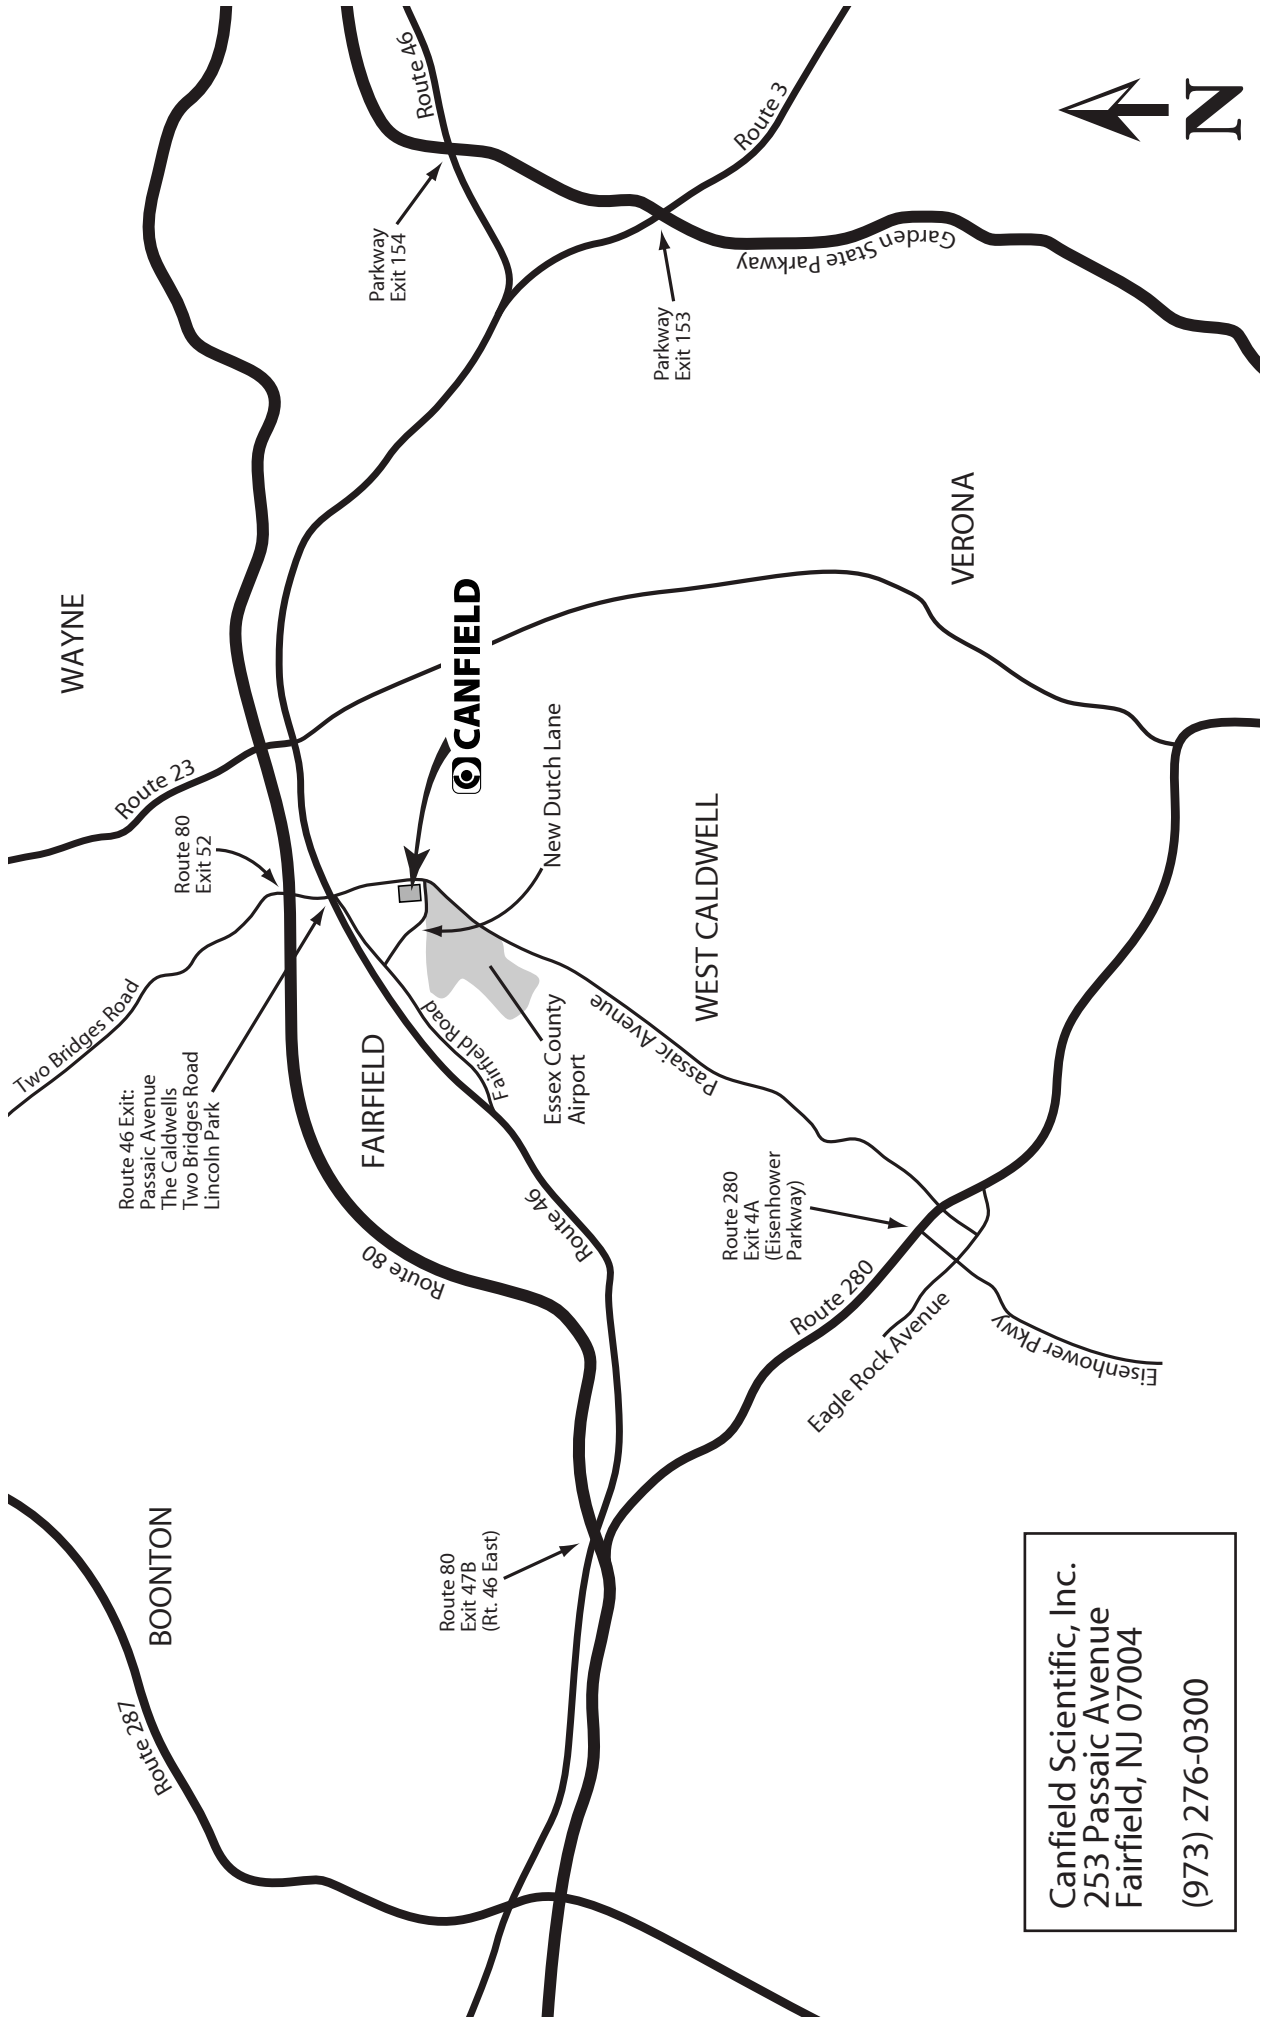 WAYNE
BOONTON
Route 287
Two Bridges Road
Route 23
Route 80
Exit 52
Route 46 Exit:
Passaic Avenue
The Caldwells
Two Bridges Road
Lincoln Park
FAIRFIELD
Route 80
Route 46
Parkway
Exit 154
CANFIELD
Fairfield Road
New Dutch Lane
Essex County
Airport
Route 46
Route 80
Exit 47B
(Rt. 46 East)
Parkway
Exit 153
Route 3
Garden State Parkway
Passaic Avenue
WEST CALDWELL
VERONA
Route 280
Exit 4A
(Eisenhower
Parkway)
Route 280
Eagle Rock Avenue
Eisenhower Pkwy
Canfield Scientific, Inc.
253 Passaic Avenue
Fairfield, NJ 07004
(973) 276-0300
N